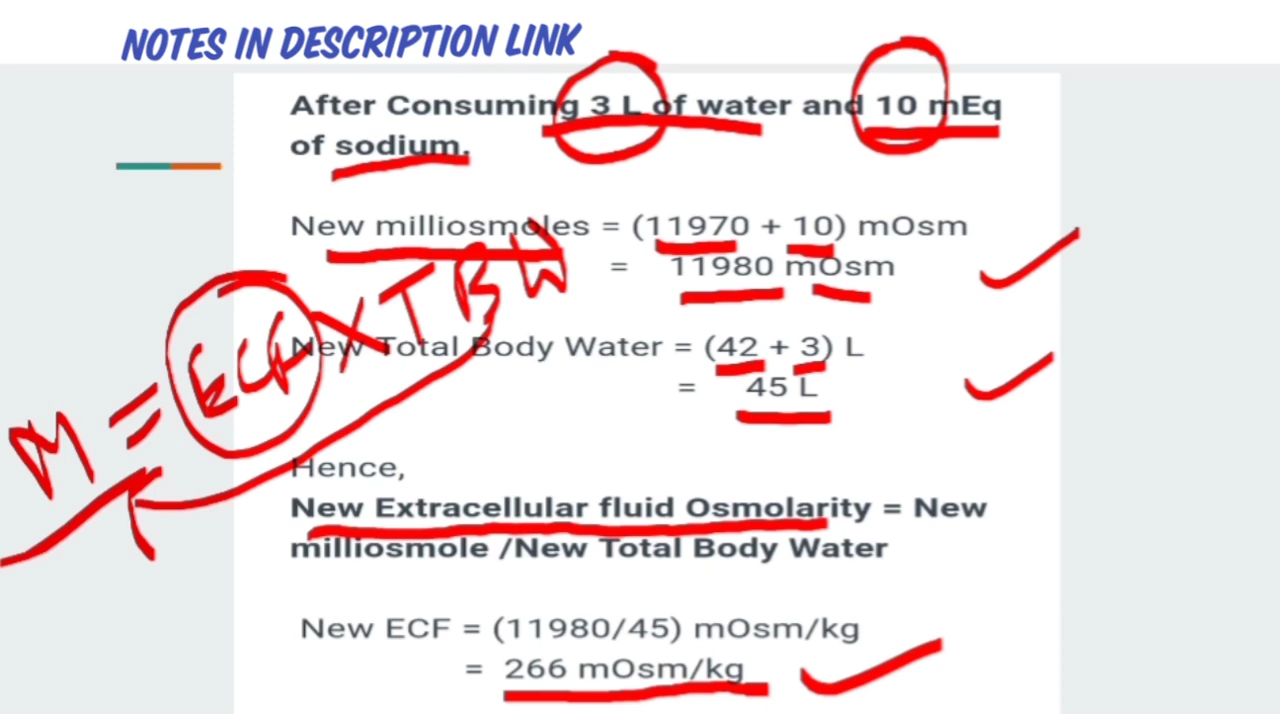 NOTES IN DESCRIPTION LINK
After Consuming 3 L of water and 10 mEq
of sodium.
New milliosmoles = (11970 + 10) mOsm
= 11980 mOsm
New Total Body Water = (42 + 3) L
= 45 L
M = ECF X TBW
Hence,
New Extracellular fluid Osmolarity = New
milliosmole /New Total Body Water
New ECF = (11980/45) mOsm/kg
= 266 mOsm/kg